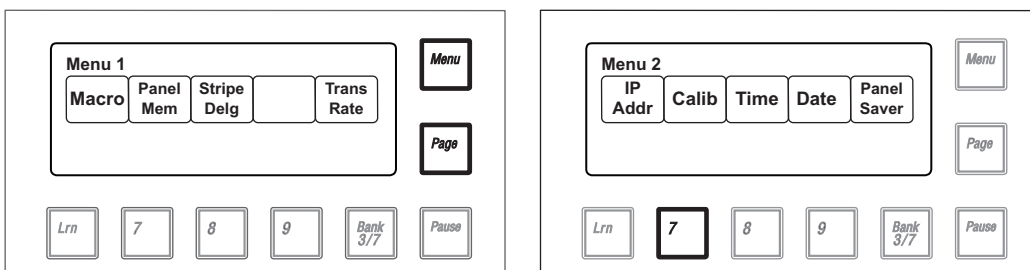 Menu 1
Macro
Panel
Mem
Stripe
Delg
Trans
Rate
Menu
Page
Lrn
7
8
9
Bank
3/7
Pause
Menu 2
IP
Addr
Calib
Time
Date
Panel
Saver
Menu
Page
Lrn
7
8
9
Bank
3/7
Pause